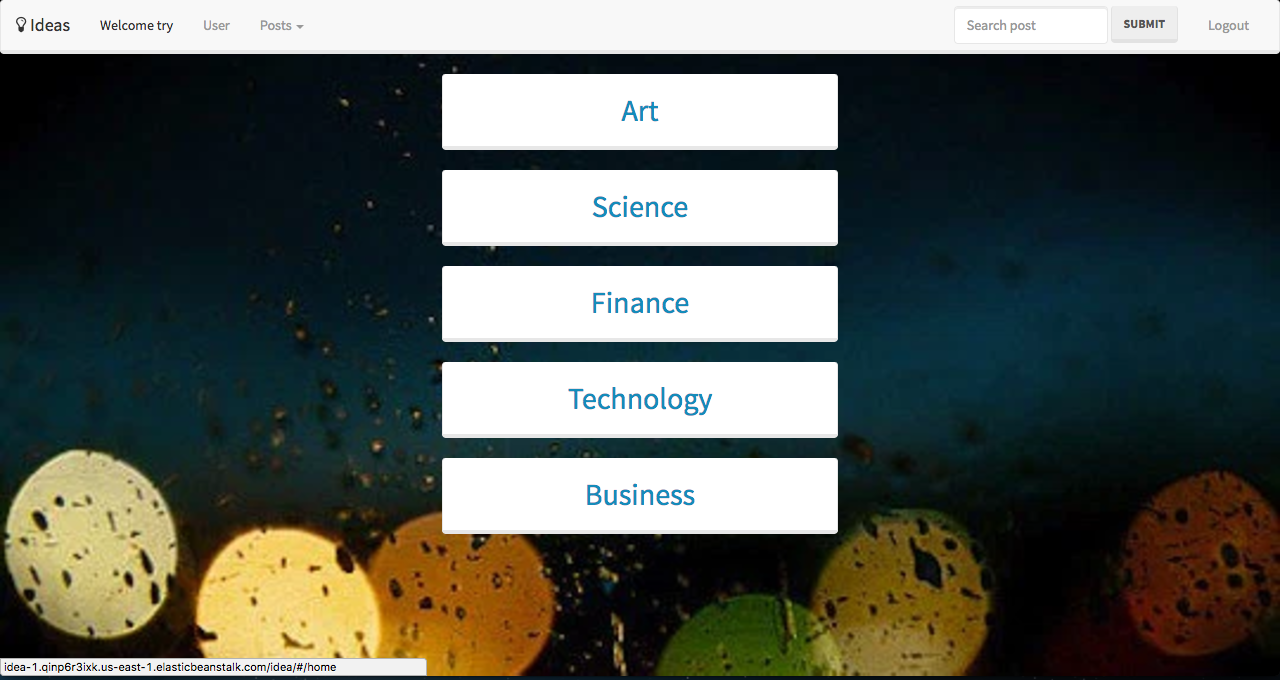 Ideas Welcome try User Posts Search post SUBMIT Logout
Art
Science
Finance
Technology
Business
idea-1.qinp6r3ixk.us-east-1.elasticbeanstalk.com/idea/#/home